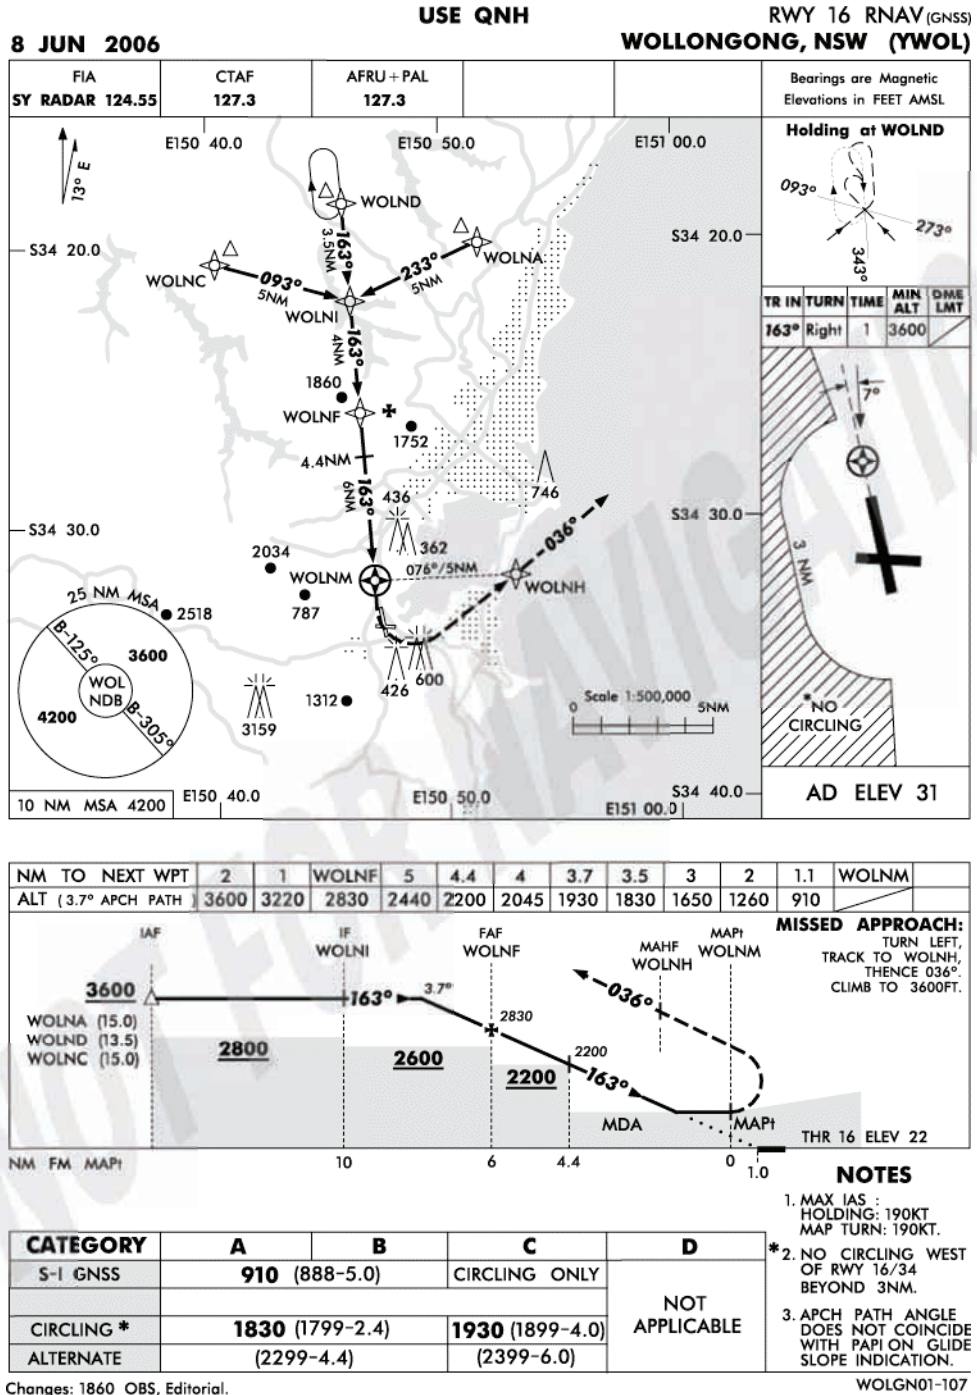 USE QNH
RWY 16 RNAV (GNSS)
8 JUN 2006
WOLLONGONG, NSW (YWOL)
FIA
SY RADAR 124.55
CTAF
127.3
AFRU + PAL
127.3
Bearings are Magnetic
Elevations in FEET AMSL
E150 40.0
E150 50.0
E151 00.0
13° E
WOLND
3.5NM
163°
S34 20.0
S34 20.0
WOLNC
093°
5NM
WOLNA
233°
5NM
WOLNI
4NM
163°
1860
WOLNF
1752
4.4NM
6NM
163°
746
436
362
S34 30.0
S34 30.0
036°
2034
WOLNM
076°/5NM
WOLNH
787
25 NM MSA
2518
B-125°
3600
WOL
NDB
4200
B-305°
426
600
1312
3159
Scale 1:500,000
0
5NM
10 NM MSA 4200
E150 40.0
E150 50.0
E151 00.0
S34 40.0
Holding at WOLND
093°
273°
343°
TR IN TURN TIME MIN ALT DME LMT
163° Right 1 3600
7°
3 NM
*NO
CIRCLING
AD ELEV 31
NOT FOR NAVIGATION
NM TO NEXT WPT 2 1 WOLNF 5 4.4 4 3.7 3.5 3 2 1.1 WOLNM
ALT (3.7° APCH PATH) 3600 3220 2830 2440 2200 2045 1930 1830 1650 1260 910
IAF
IF
WOLNI
FAF
WOLNF
MAHF
WOLNH
MAPt
WOLNM
MISSED APPROACH:
TURN LEFT,
TRACK TO WOLNH,
THENCE 036°.
CLIMB TO 3600FT.
3600
163°
3.7°
036°
WOLNA (15.0)
WOLND (13.5)
WOLNC (15.0)
2800
2600
2830
2200
2200
163°
MDA
MAPt
THR 16 ELEV 22
NM FM MAPt
10
6
4.4
0
1.0
NOTES
1. MAX IAS :
HOLDING: 190KT
MAP TURN: 190KT.
*2. NO CIRCLING WEST
OF RWY 16/34
BEYOND 3NM.
3. APCH PATH ANGLE
DOES NOT COINCIDE
WITH PAPI ON GLIDE
SLOPE INDICATION.
CATEGORY A B C D
S-I GNSS 910 (888-5.0) CIRCLING ONLY
NOT
APPLICABLE
CIRCLING * 1830 (1799-2.4) 1930 (1899-4.0)
ALTERNATE (2299-4.4) (2399-6.0)
Changes: 1860 OBS, Editorial.
WOLGN01-107